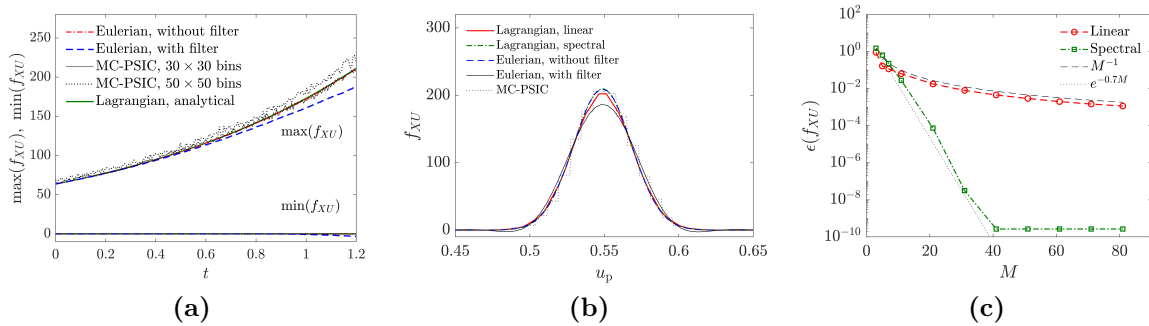 Eulerian, without filter
Eulerian, with filter
MC-PSIC, 30 × 30 bins
MC-PSIC, 50 × 50 bins
Lagrangian, analytical
max(f_XU)
min(f_XU)
max(f_XU), min(f_XU)
250
200
150
100
50
0
0 0.2 0.4 0.6 0.8 1.0 1.2
t
(a)
Lagrangian, linear
Lagrangian, spectral
Eulerian, without filter
Eulerian, with filter
MC-PSIC
f_XU
300
200
100
0
0.45 0.5 0.55 0.6 0.65
u_p
(b)
Linear
Spectral
M^{-1}
e^{-0.7M}
ϵ(f_XU)
10^2
10^0
10^{-2}
10^{-4}
10^{-6}
10^{-8}
10^{-10}
0 20 40 60 80
M
(c)